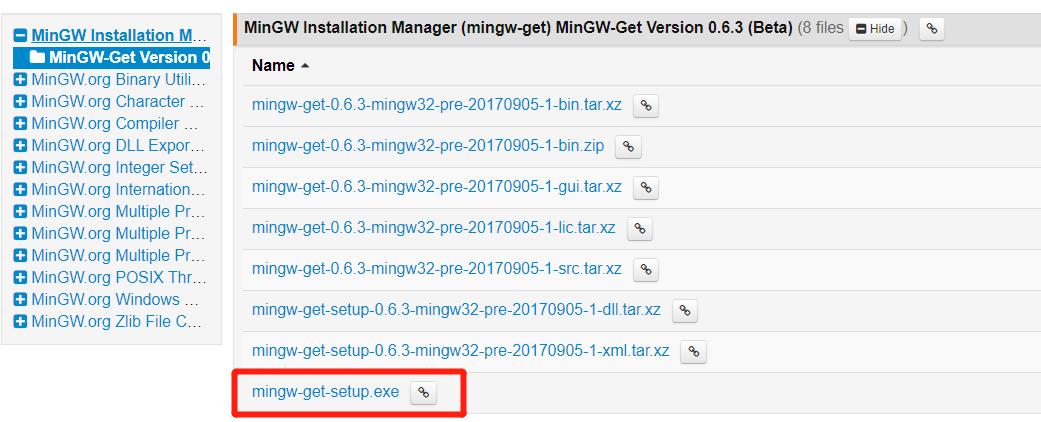 MinGW Installation M...
MinGW-Get Version 0
MinGW.org Binary Utili...
MinGW.org Character ...
MinGW.org Compiler ...
MinGW.org DLL Expor...
MinGW.org Integer Set...
MinGW.org Internation...
MinGW.org Multiple Pr...
MinGW.org Multiple Pr...
MinGW.org Multiple Pr...
MinGW.org POSIX Thr...
MinGW.org Windows ...
MinGW.org Zlib File C...
MinGW Installation Manager (mingw-get) MinGW-Get Version 0.6.3 (Beta) (8 files Hide )
Name
mingw-get-0.6.3-mingw32-pre-20170905-1-bin.tar.xz
mingw-get-0.6.3-mingw32-pre-20170905-1-bin.zip
mingw-get-0.6.3-mingw32-pre-20170905-1-gui.tar.xz
mingw-get-0.6.3-mingw32-pre-20170905-1-lic.tar.xz
mingw-get-0.6.3-mingw32-pre-20170905-1-src.tar.xz
mingw-get-setup-0.6.3-mingw32-pre-20170905-1-dll.tar.xz
mingw-get-setup-0.6.3-mingw32-pre-20170905-1-xml.tar.xz
mingw-get-setup.exe